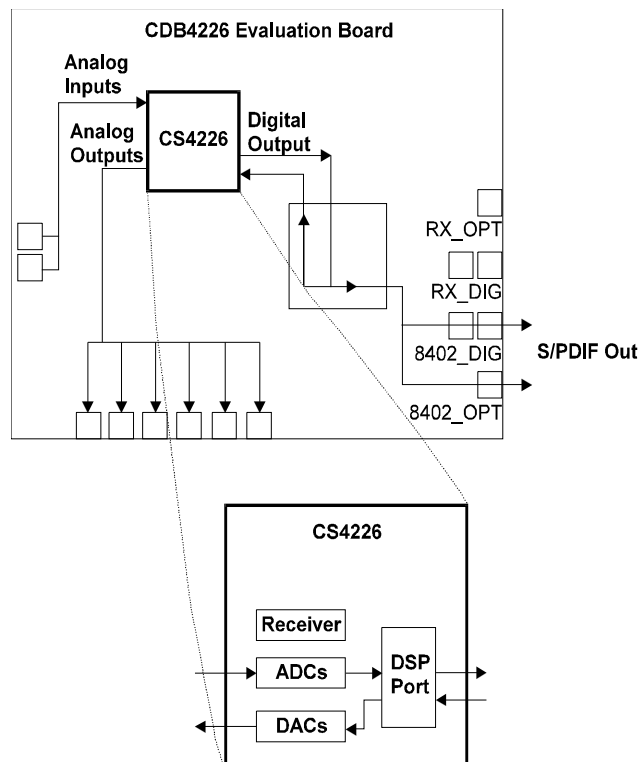 CDB4226 Evaluation Board
Analog
Inputs
Analog
Outputs
CS4226
Digital
Output
RX_OPT
RX_DIG
8402_DIG
8402_OPT
S/PDIF Out
CS4226
Receiver
ADCs
DACs
DSP
Port